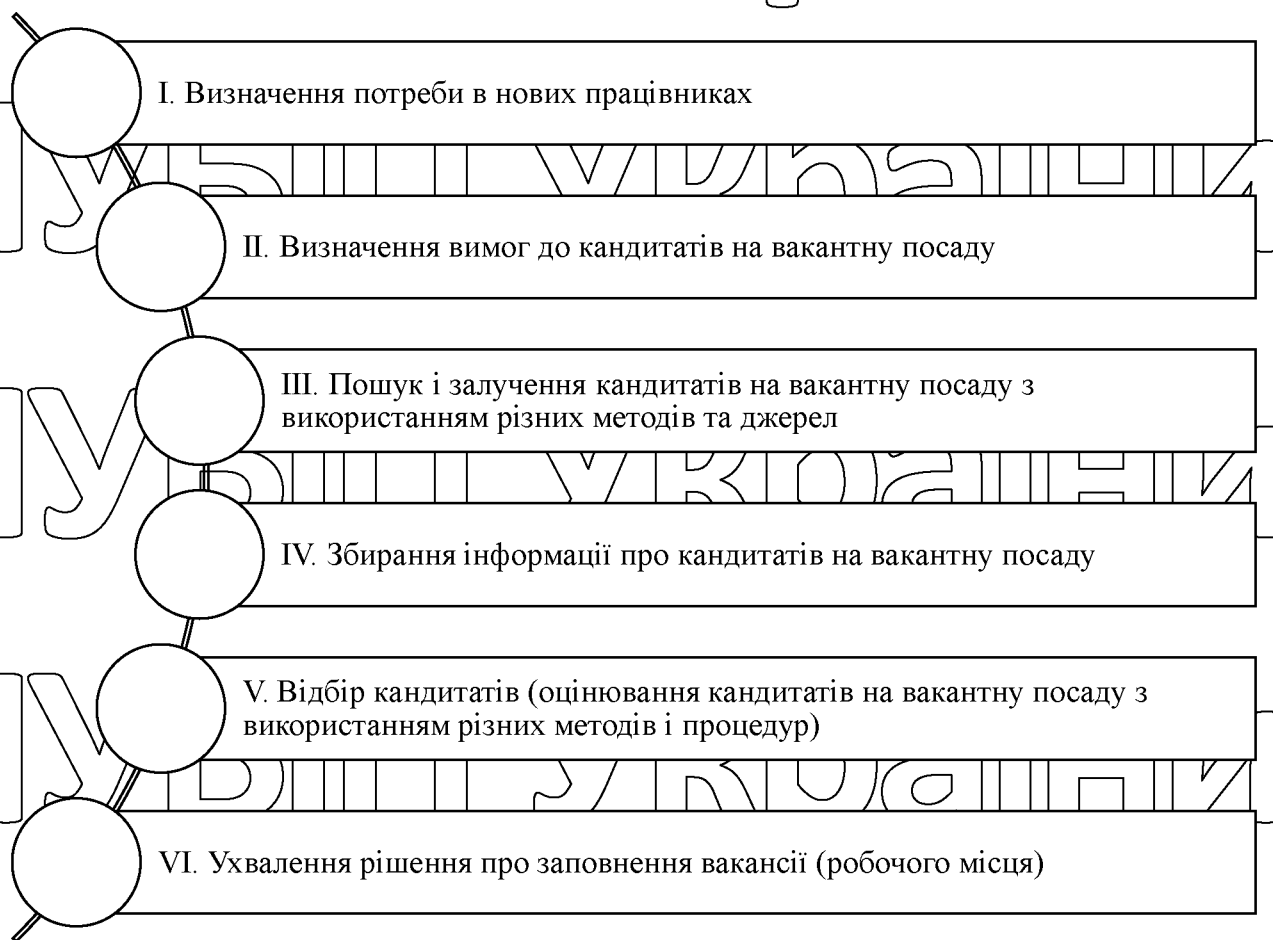 I. Визначення потреби в нових працівниках
II. Визначення вимог до кандитатів на вакантну посаду
III. Пошук і залучення кандитатів на вакантну посаду з
використанням різних методів та джерел
IV. Збирання інформації про кандитатів на вакантну посаду
V. Відбір кандитатів (оцінювання кандитатів на вакантну посаду з
використанням різних методів і процедур)
VI. Ухвалення рішення про заповнення вакансії (робочого місця)